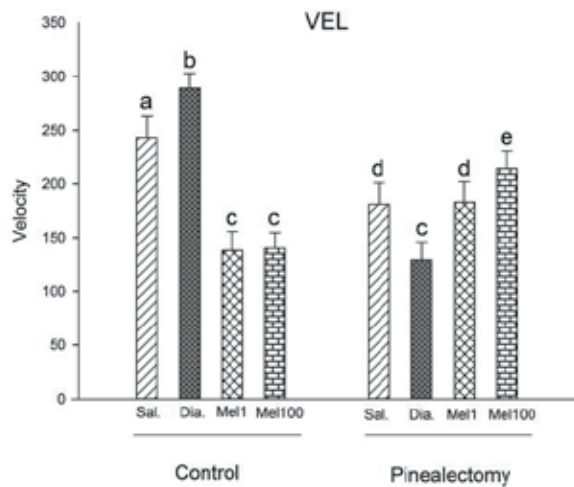 VEL
350
300
250
200
150
100
50
0
Velocity
a
b
c
c
d
c
d
e
Sal.
Dia.
Mel1
Mel100
Sal.
Dia.
Mel1
Mel100
Control
Pinealectomy